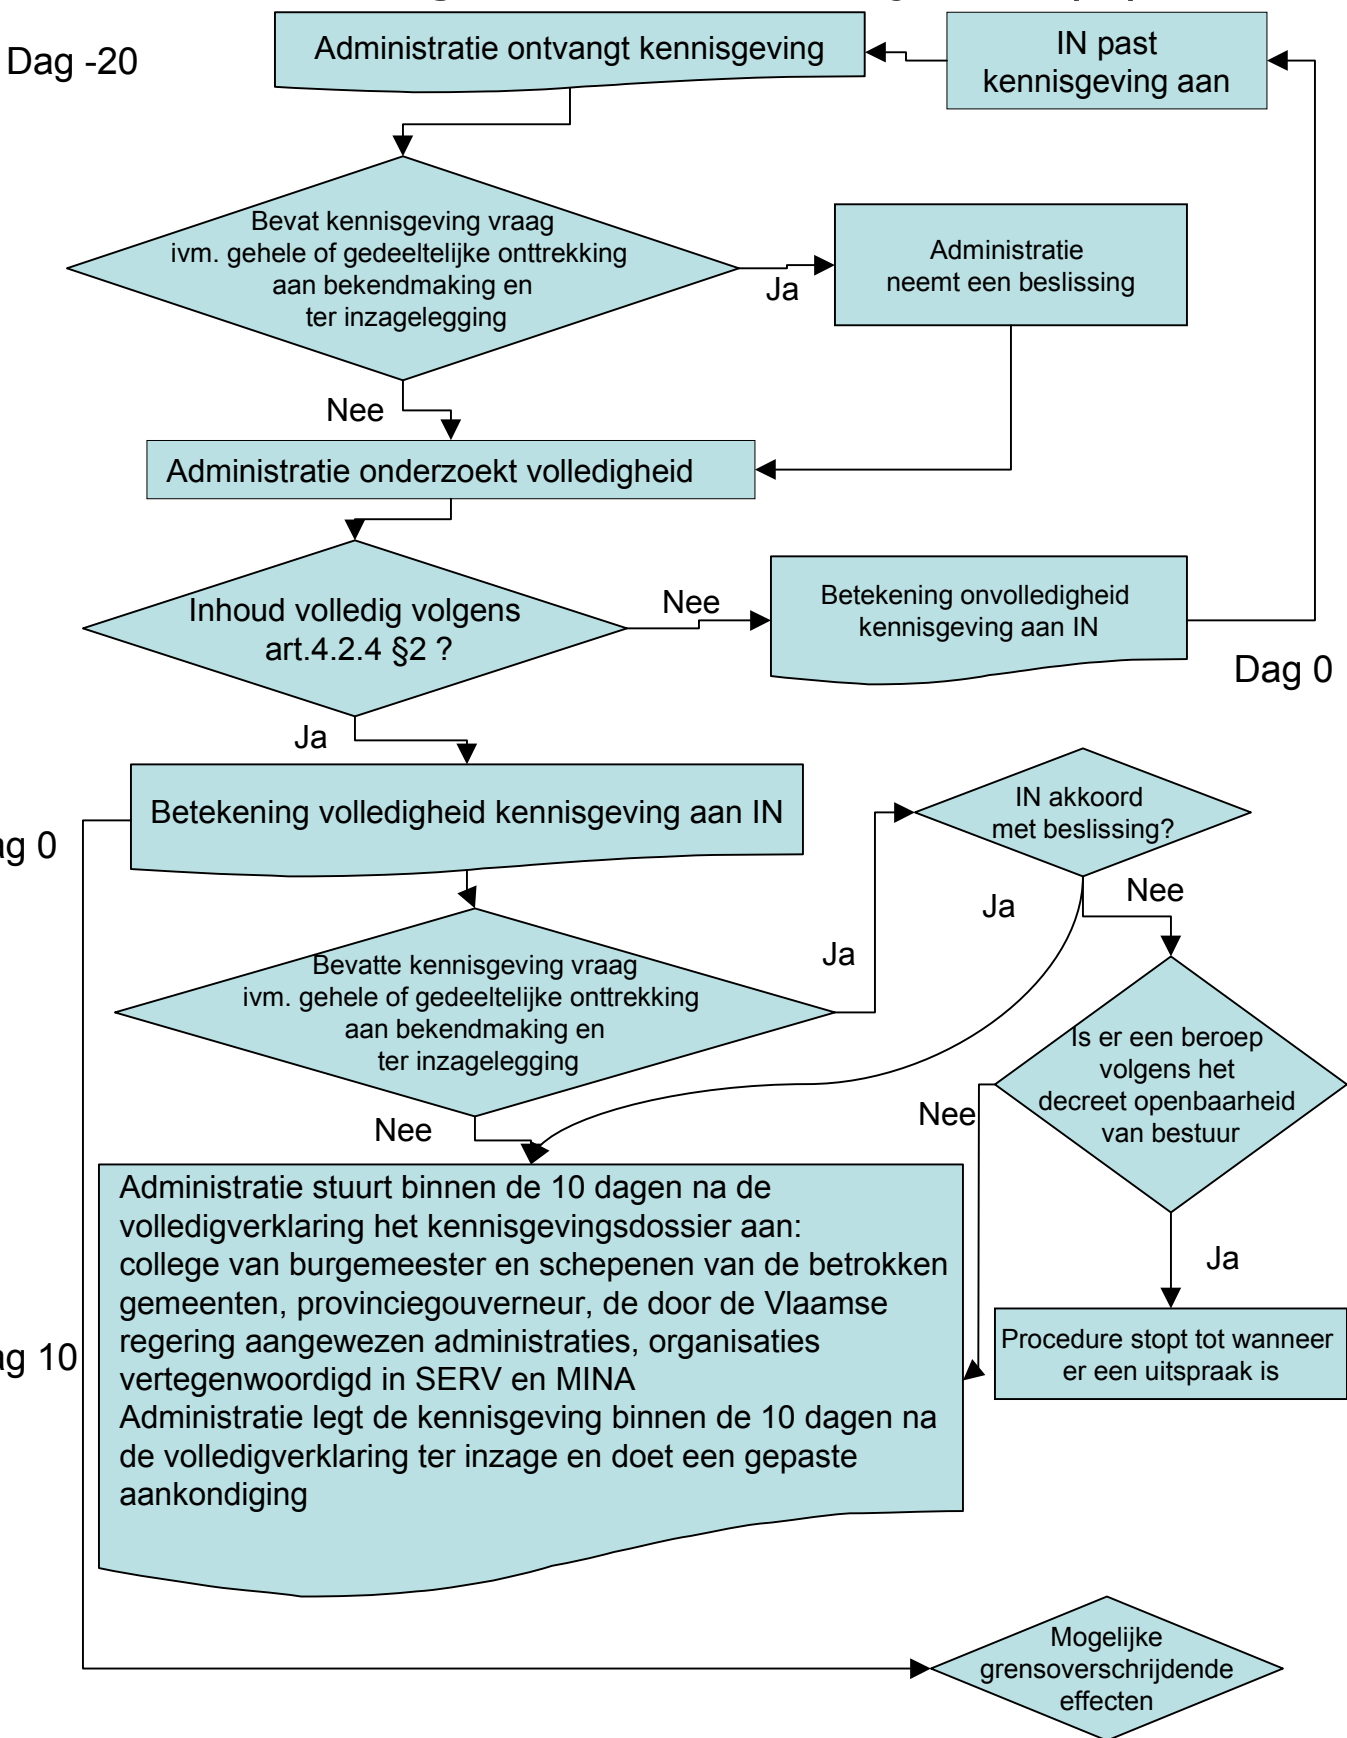 Administratie ontvangt kennisgeving
IN past
kennisgeving aan
Dag -20
Bevat kennisgeving vraag
ivm. gehele of gedeeltelijke onttrekking
aan bekendmaking en
ter inzagelegging
Ja
Administratie
neemt een beslissing
Nee
Administratie onderzoekt volledigheid
Inhoud volledig volgens
art.4.2.4 §2 ?
Nee
Betekening onvolledigheid
kennisgeving aan IN
Dag 0
Ja
Betekening volledigheid kennisgeving aan IN
IN akkoord
met beslissing?
ag 0
Ja
Nee
Bevatte kennisgeving vraag
ivm. gehele of gedeeltelijke onttrekking
aan bekendmaking en
ter inzagelegging
Ja
Is er een beroep
volgens het
decreet openbaarheid
van bestuur
Nee
Nee
Ja
Administratie stuurt binnen de 10 dagen na de
volledigverklaring het kennisgevingsdossier aan:
college van burgemeester en schepenen van de betrokken
gemeenten, provinciegouverneur, de door de Vlaamse
regering aangewezen administraties, organisaties
vertegenwoordigd in SERV en MINA
Administratie legt de kennisgeving binnen de 10 dagen na
de volledigverklaring ter inzage en doet een gepaste
aankondiging
Procedure stopt tot wanneer
er een uitspraak is
ag 10
Mogelijke
grensoverschrijdende
effecten